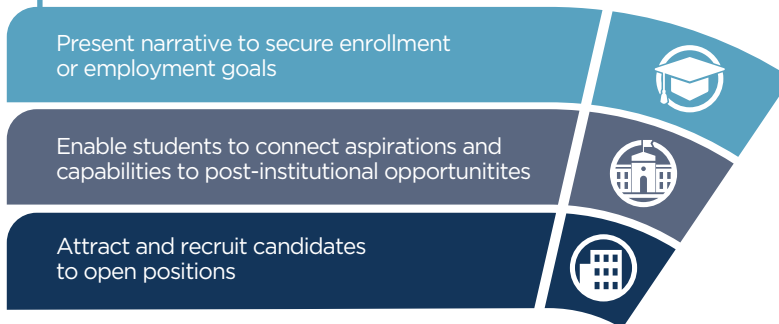 Present narrative to secure enrollment
or employment goals
Enable students to connect aspirations and
capabilities to post-institutional opportunitites
Attract and recruit candidates
to open positions